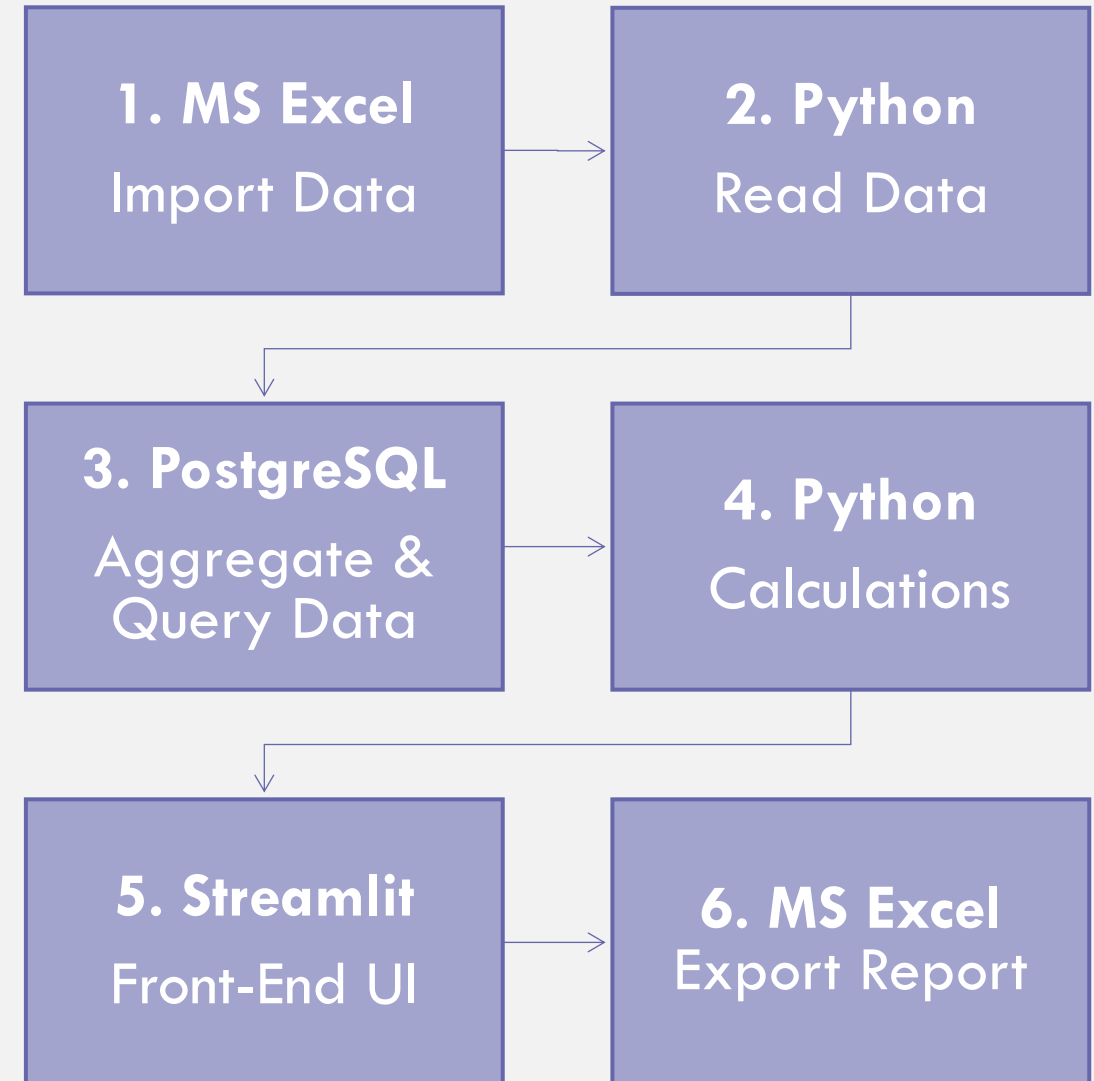 1. MS Excel
Import Data
2. Python
Read Data
3. PostgreSQL
Aggregate &
Query Data
4. Python
Calculations
5. Streamlit
Front-End UI
6. MS Excel
Export Report